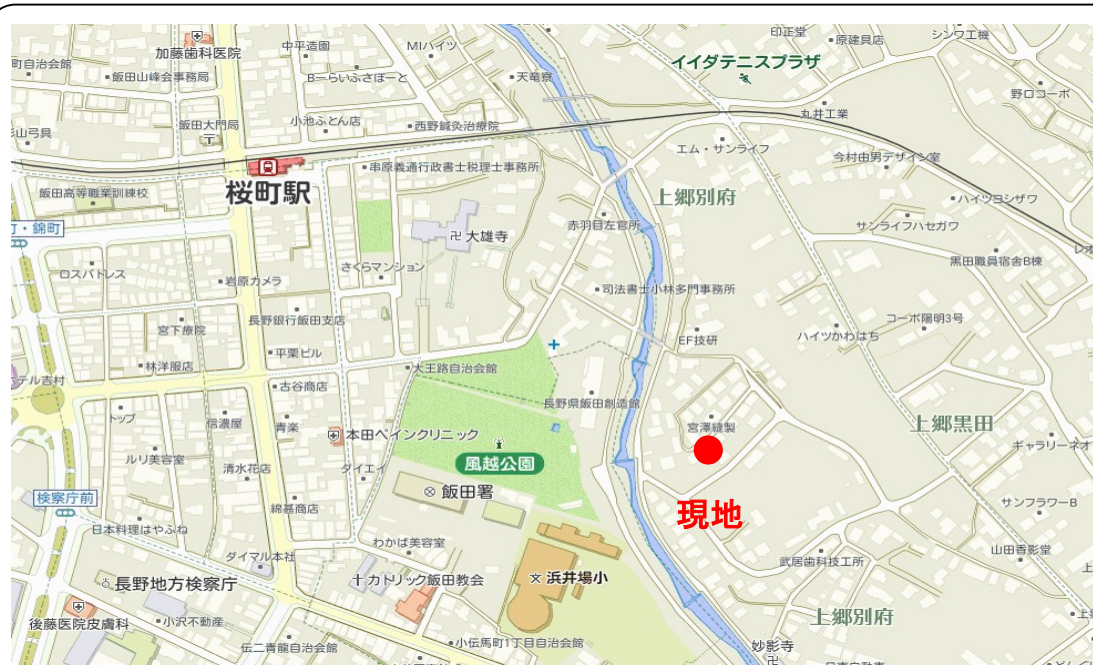 加藤歯科医院
中平造園
MIハイツ
印正堂
原建具店
シンワ工機
町自治会館
飯田山峰会事務局
Bーらいふさぽーと
天竜寮
イイダテニスプラザ
野口コーポ
山弓具
飯田大門局
小池ふとん店
西野鍼灸治療院
丸井工業
エム・サンライフ
今村由男デザイン室
桜町駅
串原義通行政書士税理士事務所
飯田高等職業訓練校
上郷別府
ハイツヨシザワ
町・錦町
大雄寺
赤羽目左官所
サンライフハセガワ
レオ
ロスパトレス
さくらマンション
黒田職員宿舎B棟
岩原カメラ
司法書士小林多門事務所
長野銀行飯田支店
コーポ陽明3号
宮下療院
EF技研
ハイツかわはち
平栗ビル
林洋服店
大王路自治会館
テル吉村
古谷商店
長野県飯田創造館
トップ
信濃屋
青楽
本田ペインクリニック
宮澤縫製
上郷黒田
ギャラリーネオ
ルリ美容室
清水花店
ダイエイ
風越公園
飯田署
検察庁前
綿甚商店
現地
サンフラワーB
日本料理はやふね
わかば美容室
山田香影堂
ダイマル本社
武居歯科技工所
長野地方検察庁
カトリック飯田教会
浜井場小
後藤医院皮膚科
小沢不動産
上郷別府
伝二青龍自治会館
小伝馬町1丁目自治会館
妙影寺